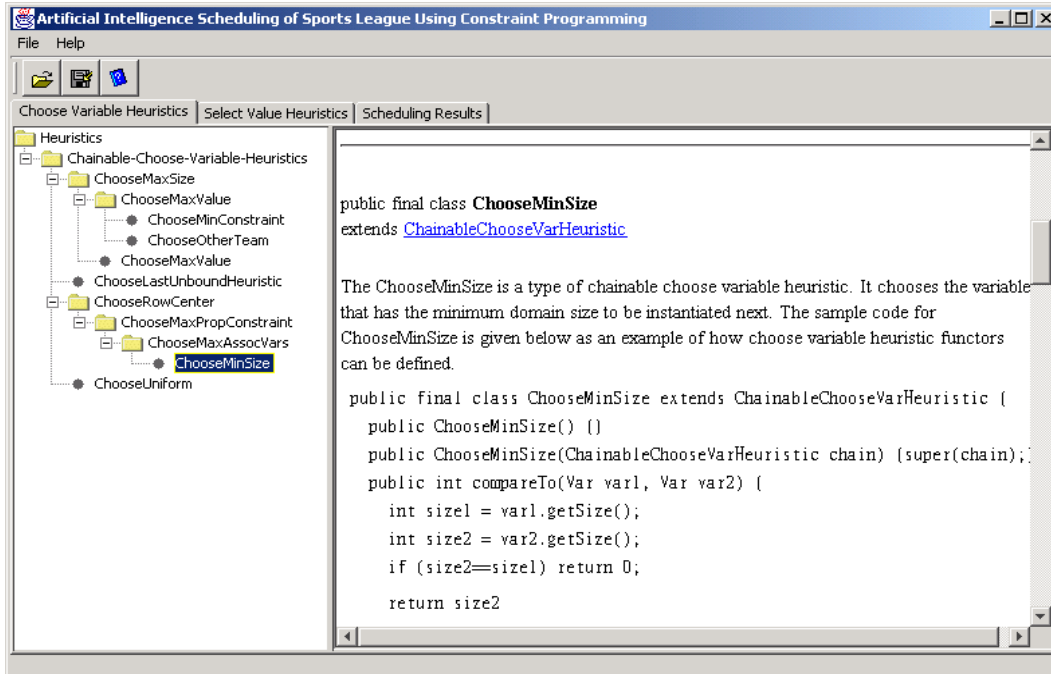 Artificial Intelligence Scheduling of Sports League Using Constraint Programming
File Help
Choose Variable Heuristics Select Value Heuristics Scheduling Results
Heuristics
Chainable-Choose-Variable-Heuristics
ChooseMaxSize
ChooseMaxValue
ChooseMinConstraint
ChooseOtherTeam
ChooseMaxValue
ChooseLastUnboundHeuristic
ChooseRowCenter
ChooseMaxPropConstraint
ChooseMaxAssocVars
ChooseMinSize
ChooseUniform
public final class ChooseMinSize
extends ChainableChooseVarHeuristic
The ChooseMinSize is a type of chainable choose variable heuristic. It chooses the variable
that has the minimum domain size to be instantiated next. The sample code for
ChooseMinSize is given below as an example of how choose variable heuristic functors
can be defined.
public final class ChooseMinSize extends ChainableChooseVarHeuristic {
public ChooseMinSize() {}
public ChooseMinSize(ChainableChooseVarHeuristic chain) {super(chain);}
public int compareTo(Var var1, Var var2) {
int size1 = var1.getSize();
int size2 = var2.getSize();
if (size2==size1) return 0;
return size2